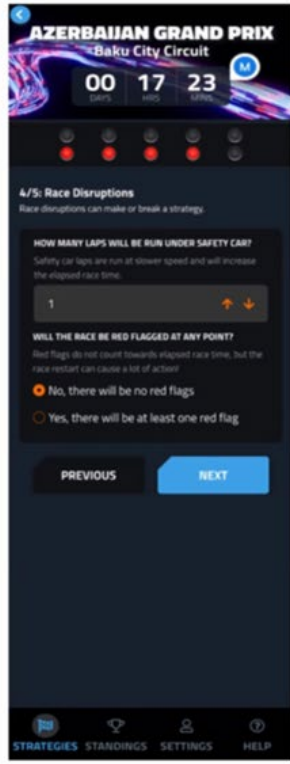 AZERBAIJAN GRAND PRIX
Baku City Circuit
M
00 17 23
DAYS HRS MINS
4/5: Race Disruptions
Race disruptions can make or break a strategy.
HOW MANY LAPS WILL BE RUN UNDER SAFETY CAR?
Safety car laps are run at slower speed and will increase
the elapsed race time.
1
WILL THE RACE BE RED FLAGGED AT ANY POINT?
Red flags do not count towards elapsed race time, but the
race restart can cause a lot of action!
No, there will be no red flags
Yes, there will be at least one red flag
PREVIOUS NEXT
STRATEGIES STANDINGS SETTINGS HELP